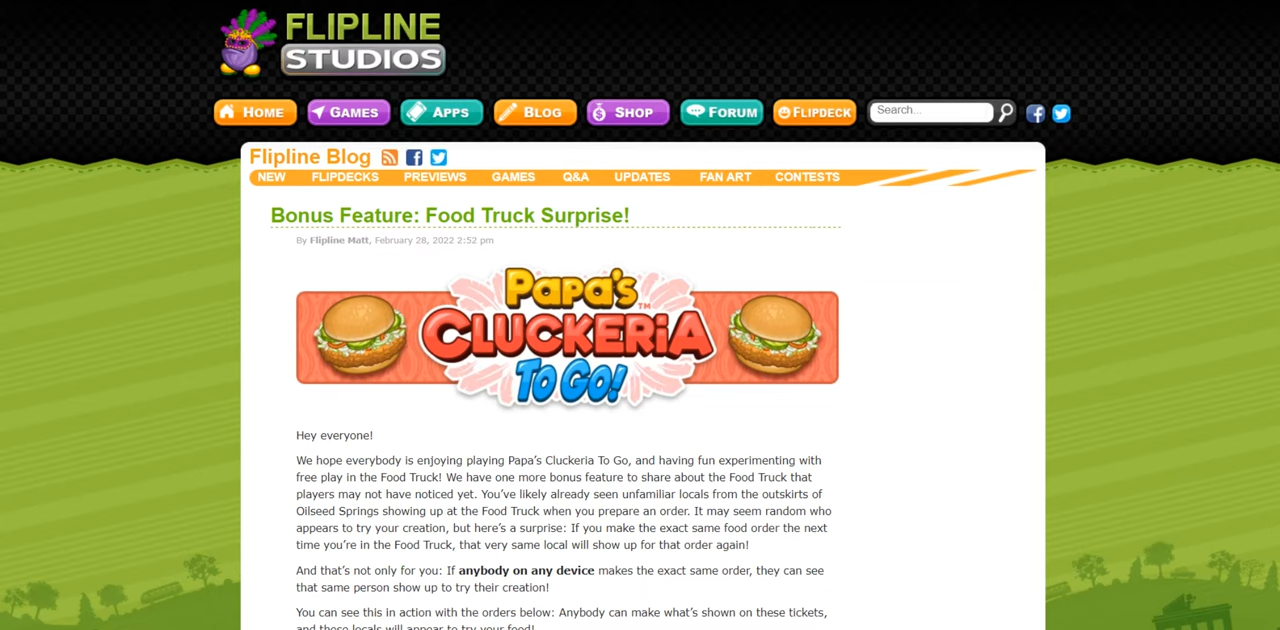 FLIPLINE
STUDIOS
HOME GAMES APPS BLOG SHOP FORUM FLIPDECK Search...
Flipline Blog
NEW FLIPDECKS PREVIEWS GAMES Q&A UPDATES FAN ART CONTESTS
Bonus Feature: Food Truck Surprise!
By Flipline Matt, February 28, 2022 2:52 pm
Papa's
CLUCKERiA
TM
To Go!
Hey everyone!
We hope everybody is enjoying playing Papa's Cluckeria To Go, and having fun experimenting with
free play in the Food Truck! We have one more bonus feature to share about the Food Truck that
players may not have noticed yet. You've likely already seen unfamiliar locals from the outskirts of
Oilseed Springs showing up at the Food Truck when you prepare an order. It may seem random who
appears to try your creation, but here's a surprise: If you make the exact same food order the next
time you're in the Food Truck, that very same local will show up for that order again!
And that's not only for you: If anybody on any device makes the exact same order, they can see
that same person show up to try their creation!
You can see this in action with the orders below: Anybody can make what's shown on these tickets,
and these locals will appear to try your food!